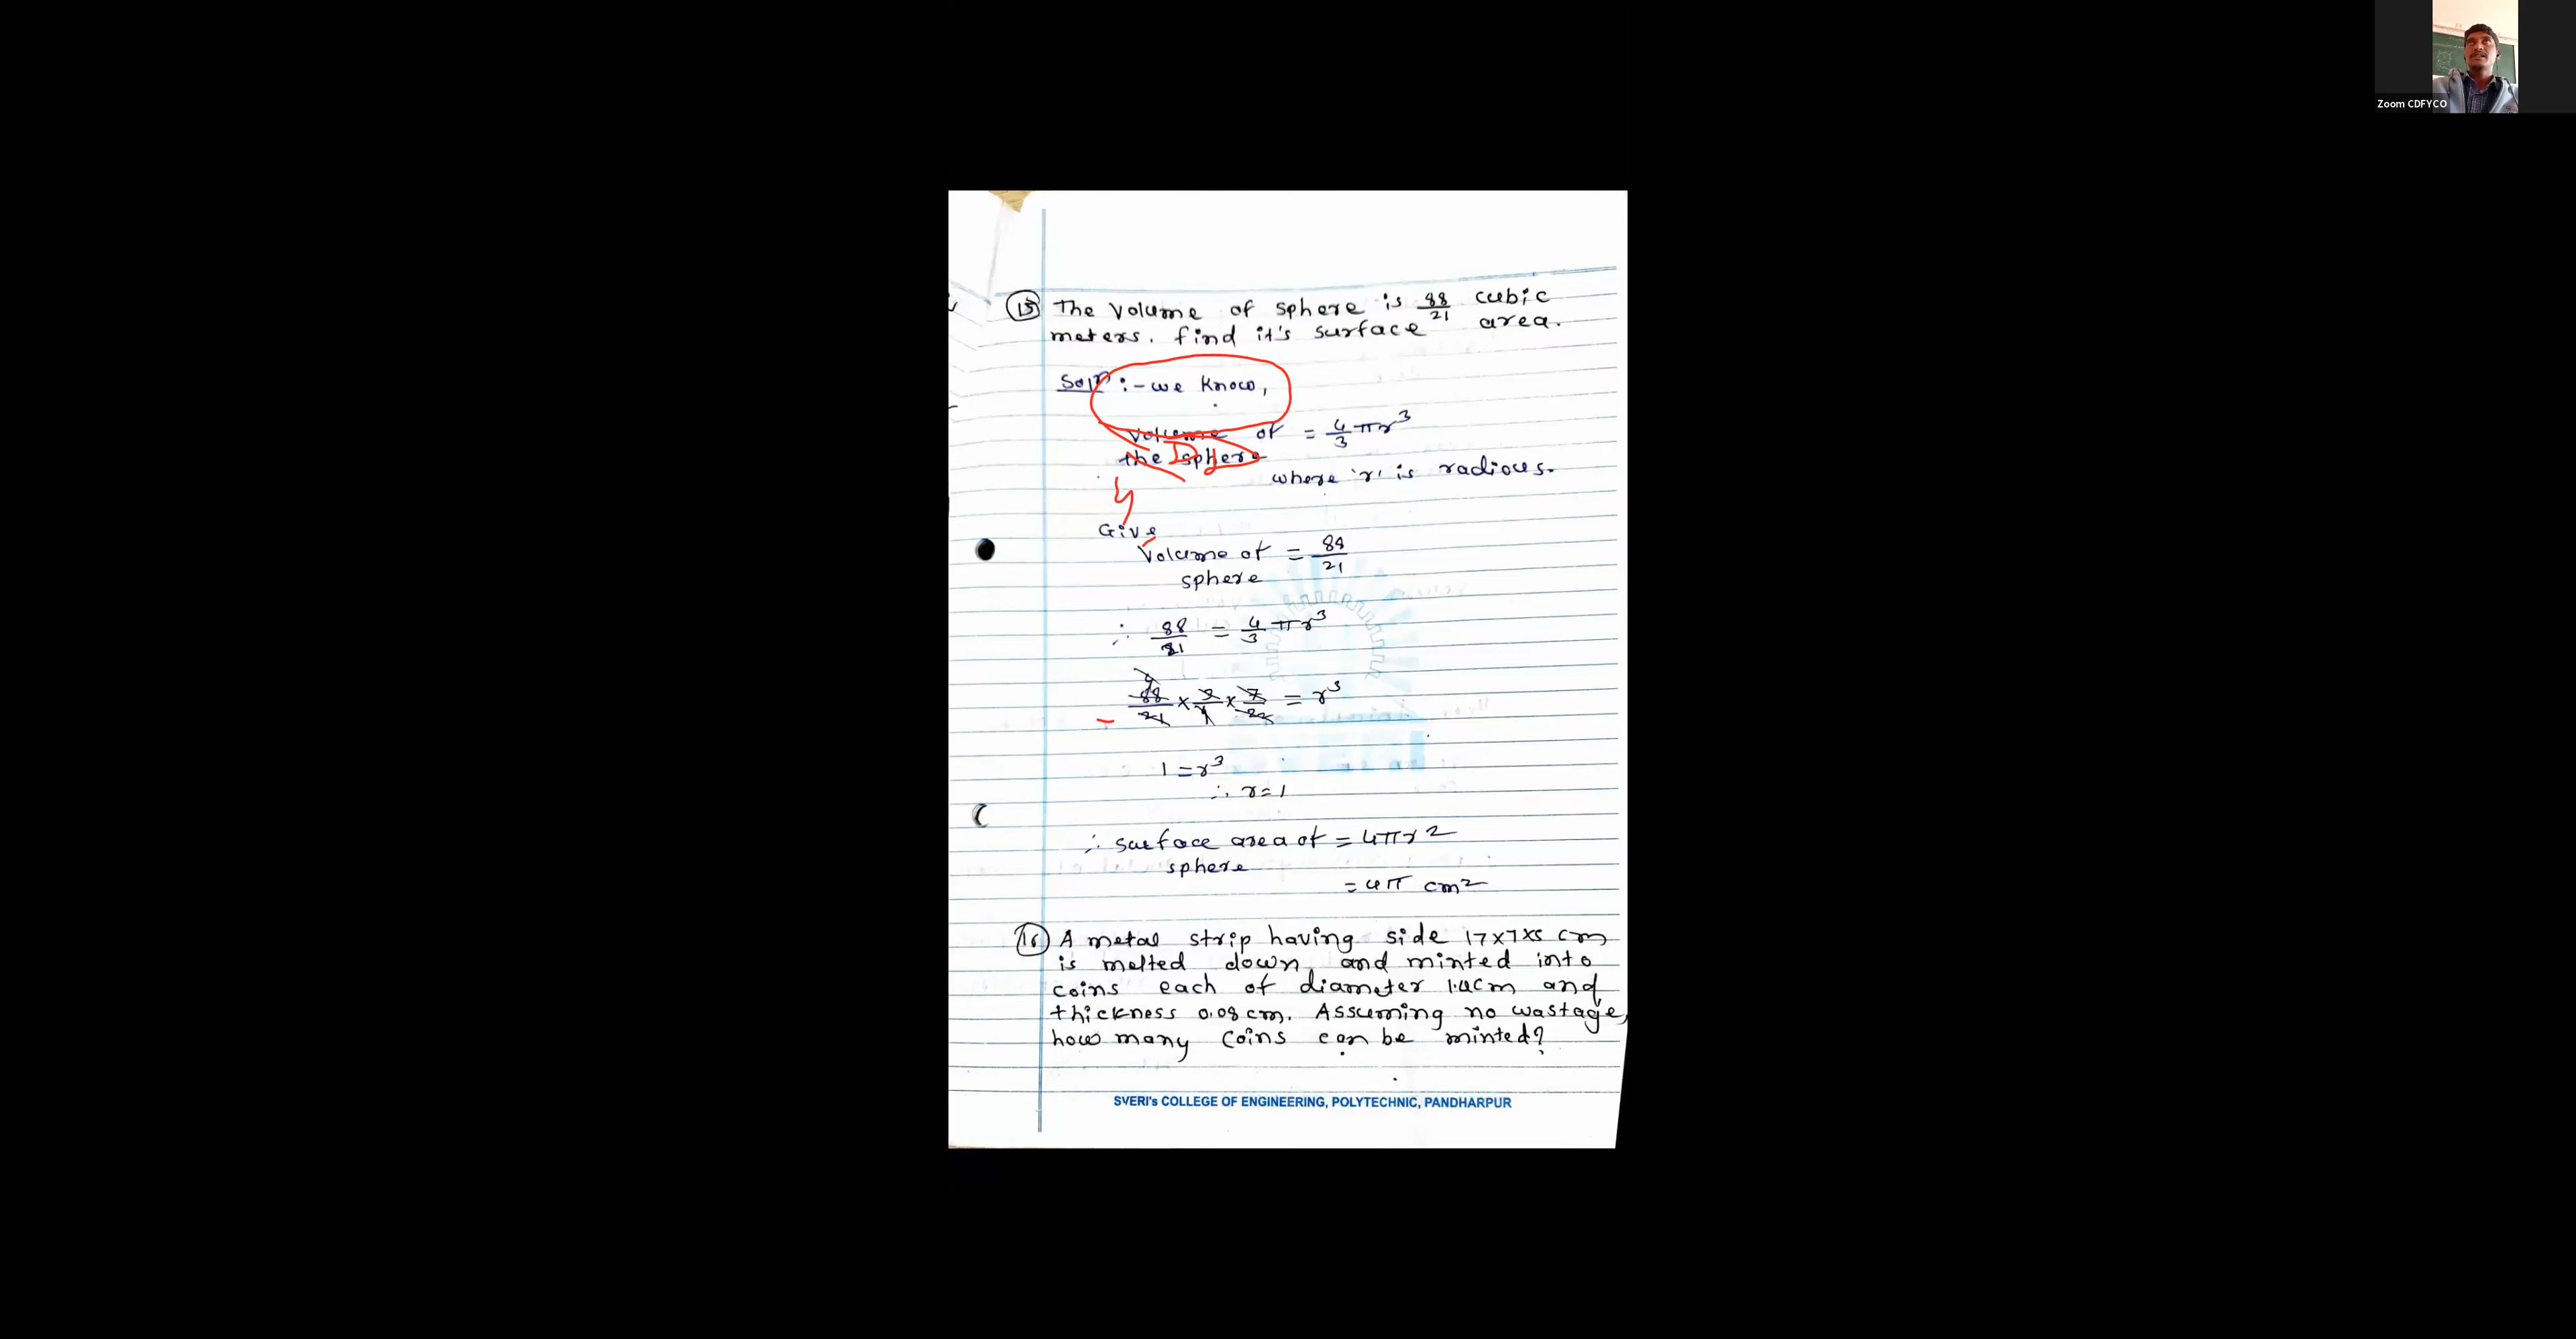 Zoom CDFYCO
15 The volume of sphere is 88/21 cubic
meters. find it's surface area.
Solⁿ :- we know,
volume of = 4/3 πr³
the sphere
where 'r' is radious.
Give
Volume of = 88/21
sphere
∴ 88/21 = 4/3 πr³
88/21 × 3/4 × 7/22 = r³
1 = r³
∴ r = 1
∴ surface area of = 4πr²
sphere
= 4π cm²
16 A metal strip having side 17×7×5 cm
is melted down and minted into
coins each of diameter 1.4cm and
thickness 0.08 cm. Assuming no wastage,
how many coins can be minted?
SVERI's COLLEGE OF ENGINEERING, POLYTECHNIC, PANDHARPUR